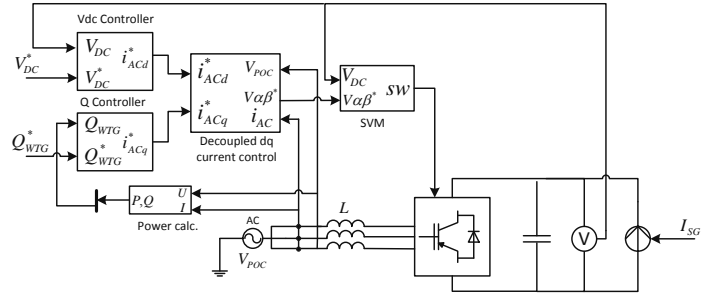 Vdc Controller
V_DC i*_ACd
V*_DC
V*_DC
Q Controller
Q_WTG
i*_ACq
Q*_WTG
Q*_WTG
i*_ACd V_POC
Vαβ*
i*_ACq i_AC
Decoupled dq
current control
V_DC SW
Vαβ*
SVM
P,Q U
I
Power calc.
AC
V_POC
L
V
I_SG